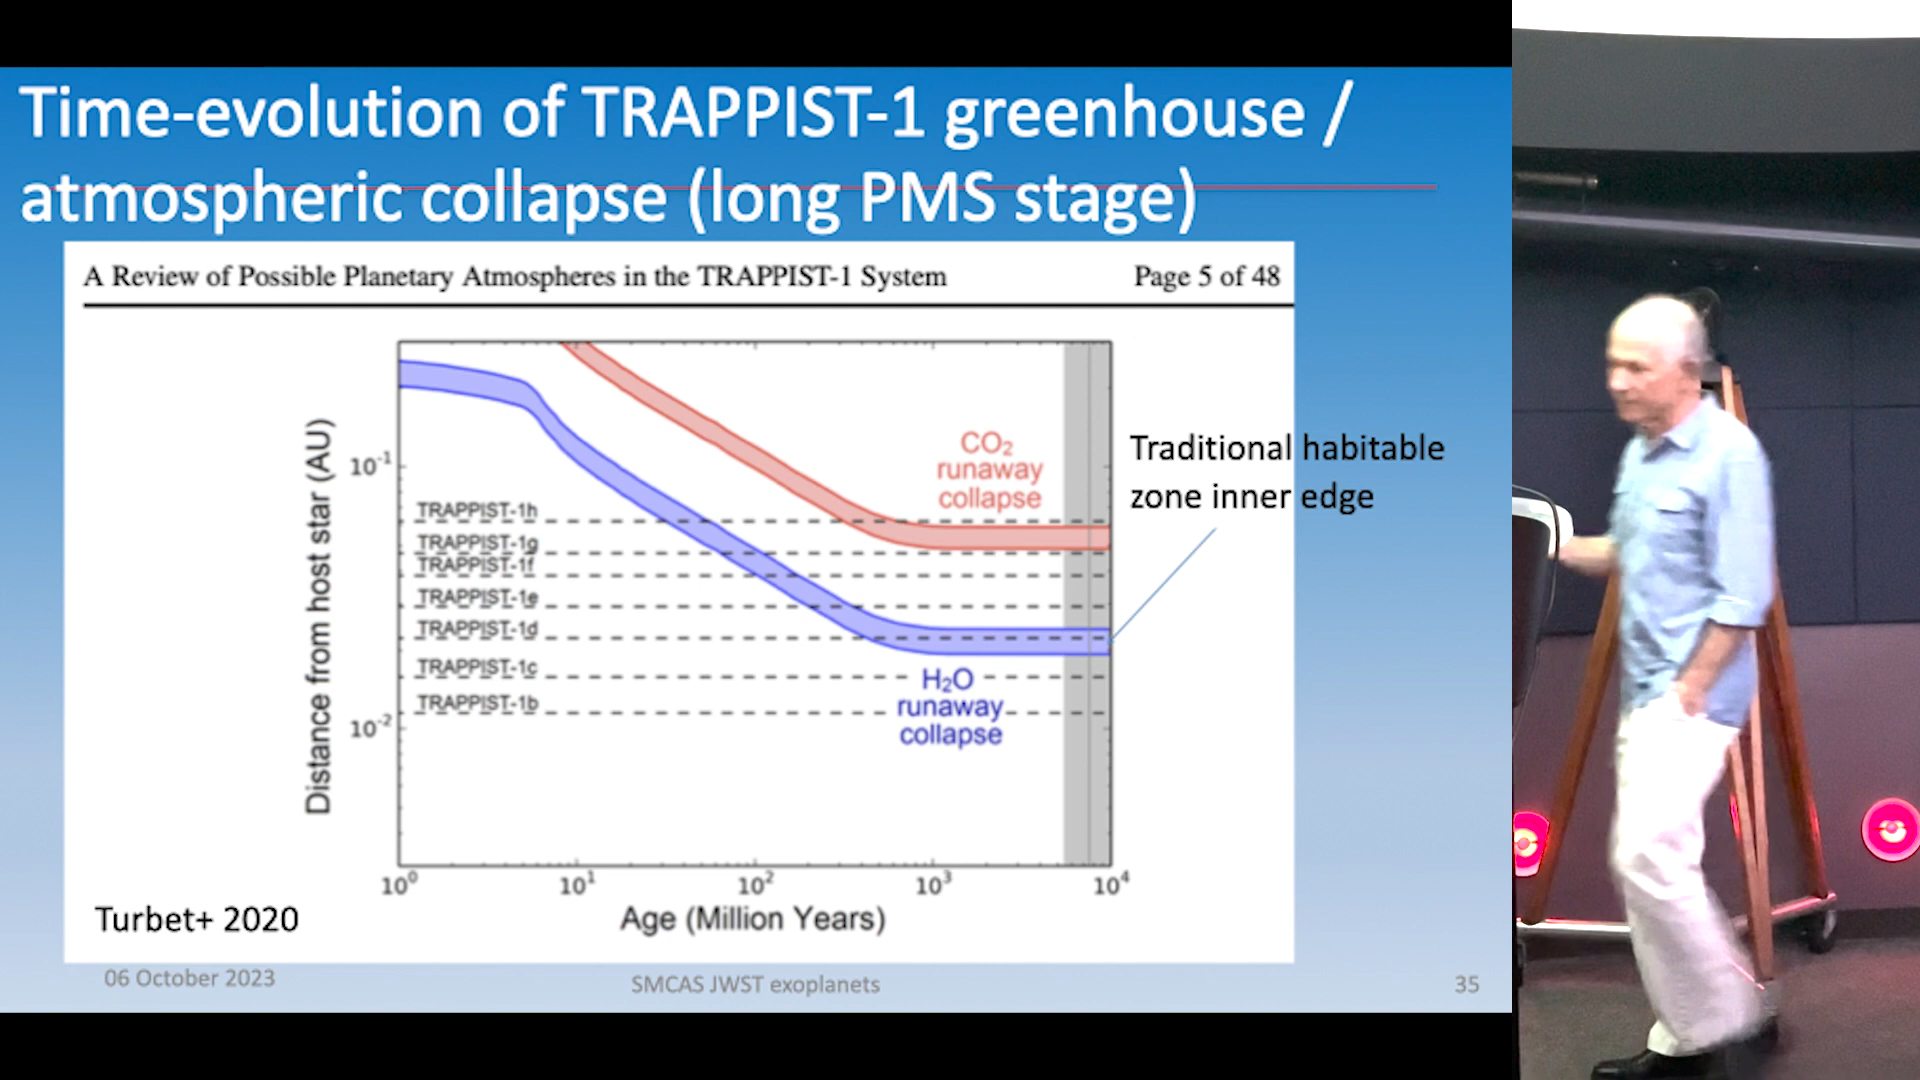 Time-evolution of TRAPPIST-1 greenhouse /
atmospheric collapse (long PMS stage)
A Review of Possible Planetary Atmospheres in the TRAPPIST-1 System
Page 5 of 48
Distance from host star (AU)
10⁻¹
10⁻²
TRAPPIST-1h
TRAPPIST-1g
TRAPPIST-1f
TRAPPIST-1e
TRAPPIST-1d
TRAPPIST-1c
TRAPPIST-1b
CO₂
runaway
collapse
H₂O
runaway
collapse
Traditional habitable
zone inner edge
10⁰
10¹
10²
10³
10⁴
Age (Million Years)
Turbet+ 2020
06 October 2023
SMCAS JWST exoplanets
35